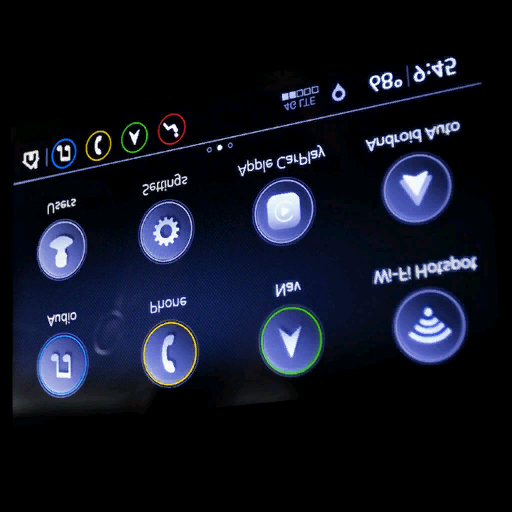 Audio Phone Nav Wi-Fi Hotspot
Users Settings Apple CarPlay Android Auto
4G LTE 68° 9:45